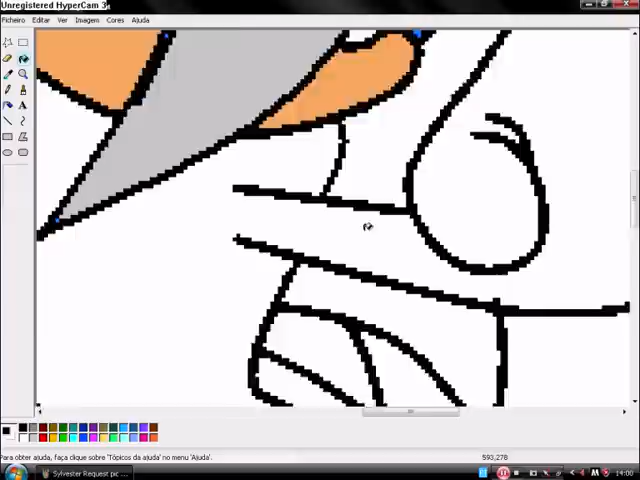 Unregistered HyperCam 3
Ficheiro Editar Ver Imagem Cores Ajuda
A
Para obter ajuda, faça clique sobre 'Tópicos da ajuda' no menu 'Ajuda'.
593,278
Sylvester Request pic ...
14:00